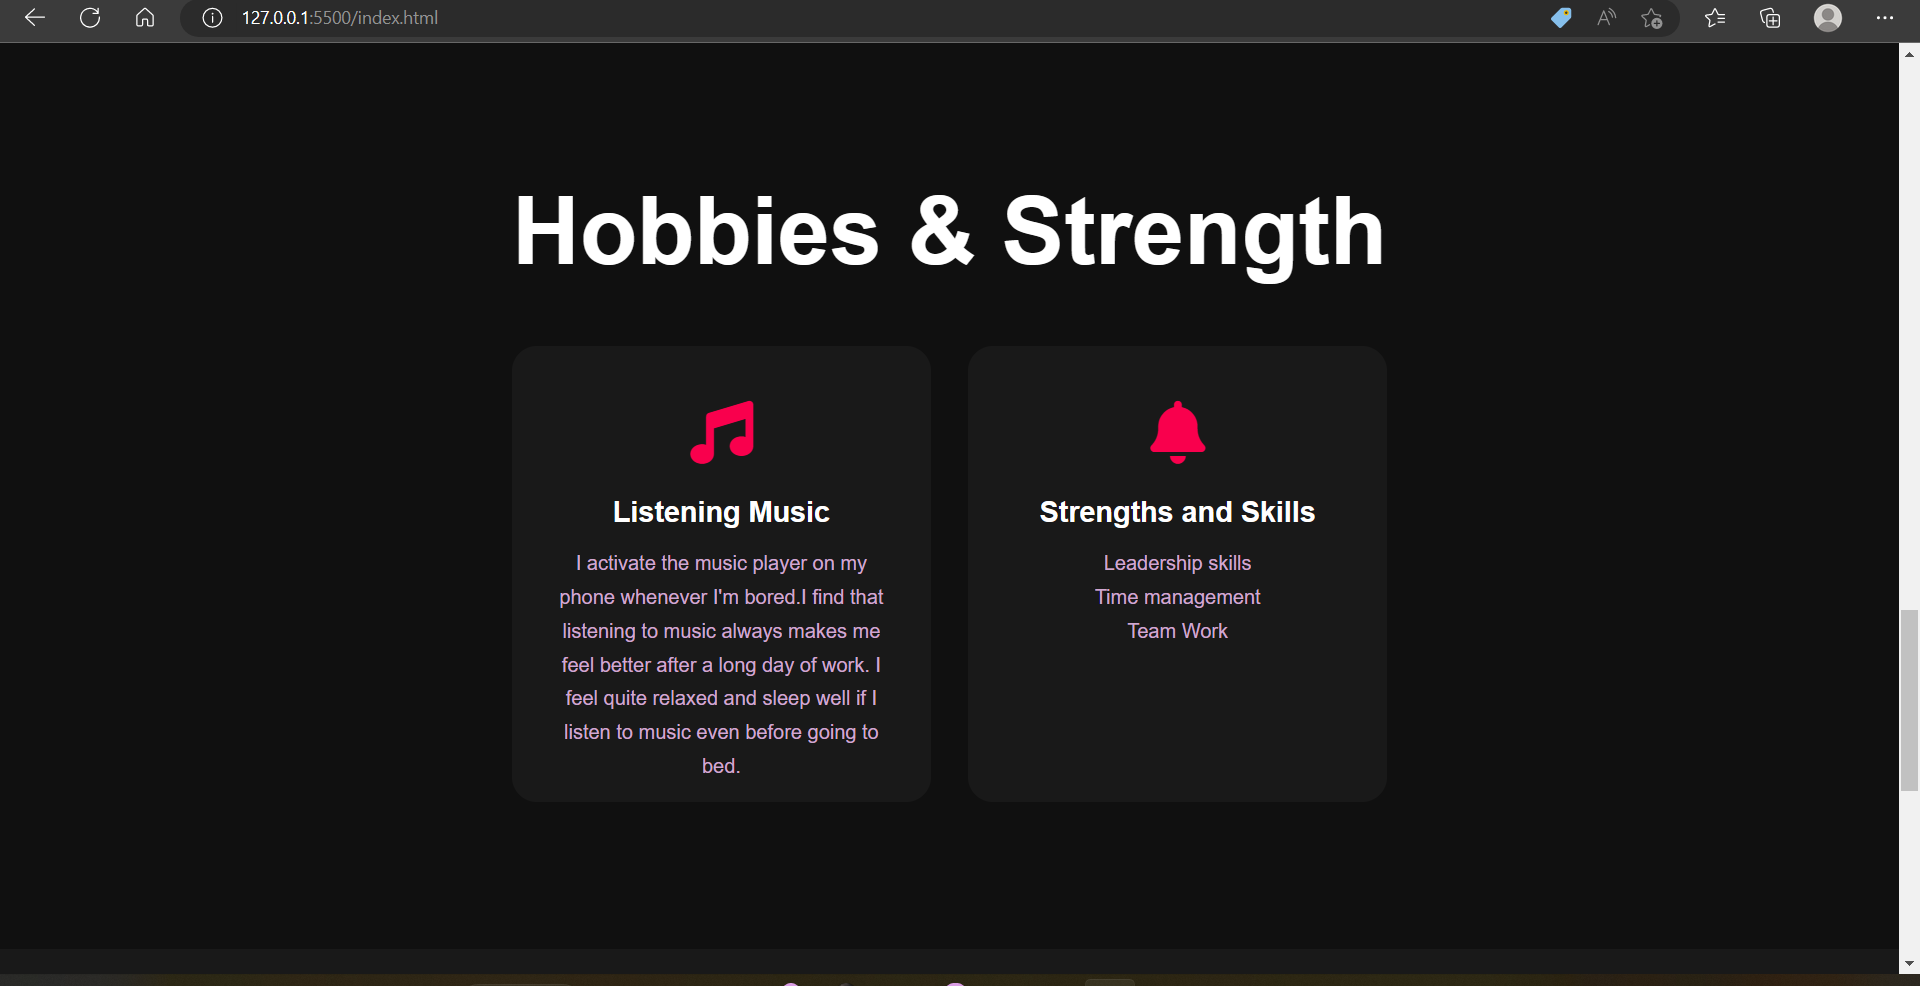 127.0.0.1:5500/index.html
Hobbies & Strength
Listening Music
I activate the music player on my
phone whenever I'm bored.I find that
listening to music always makes me
feel better after a long day of work. I
feel quite relaxed and sleep well if I
listen to music even before going to
bed.
Strengths and Skills
Leadership skills
Time management
Team Work